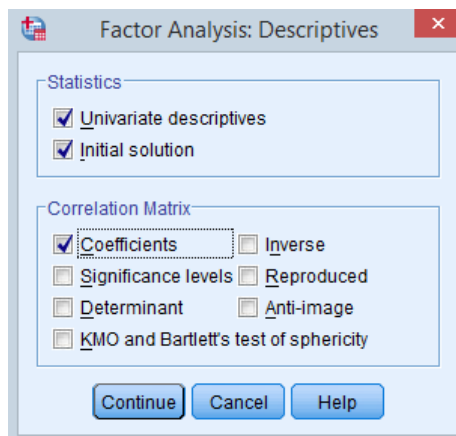 Factor Analysis: Descriptives
Statistics
Univariate descriptives
Initial solution
Correlation Matrix
Coefficients Inverse
Significance levels Reproduced
Determinant Anti-image
KMO and Bartlett's test of sphericity
Continue Cancel Help